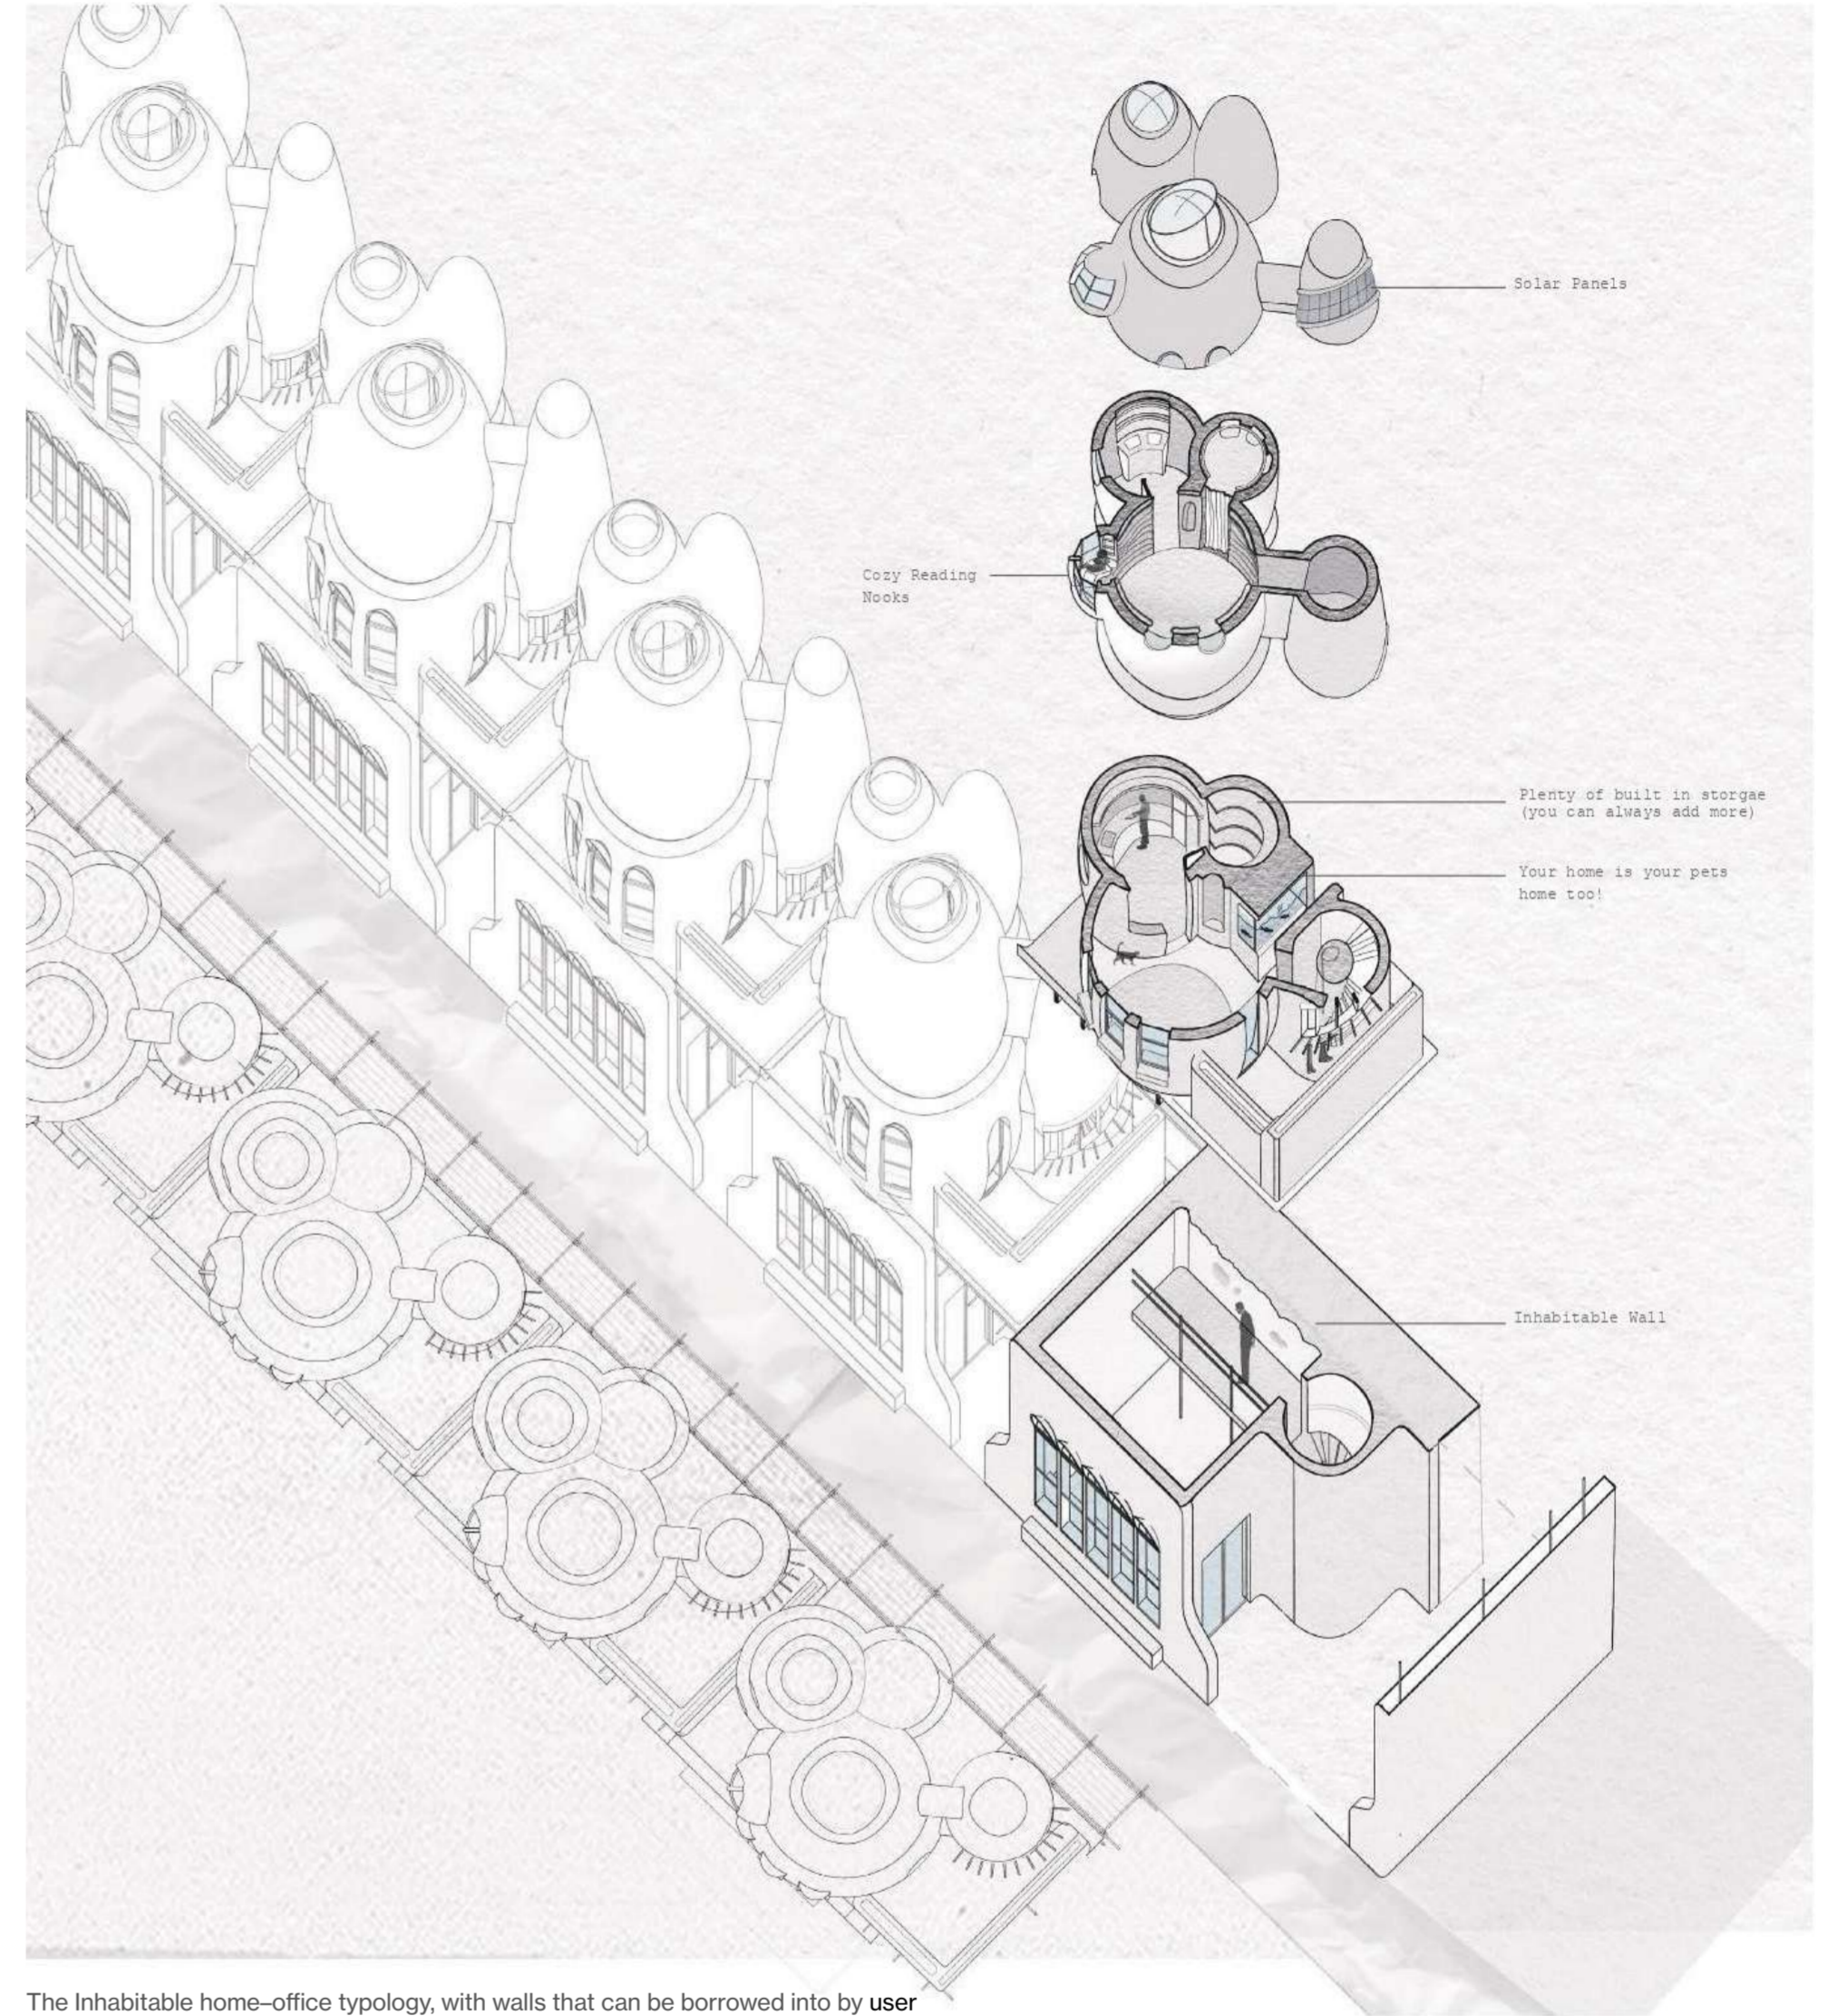 Solar Panels
Cozy Reading
Nooks
Plenty of built in storgae
(you can always add more)
Your home is your pets
home too!
Inhabitable Wall
The Inhabitable home–office typology, with walls that can be borrowed into by user